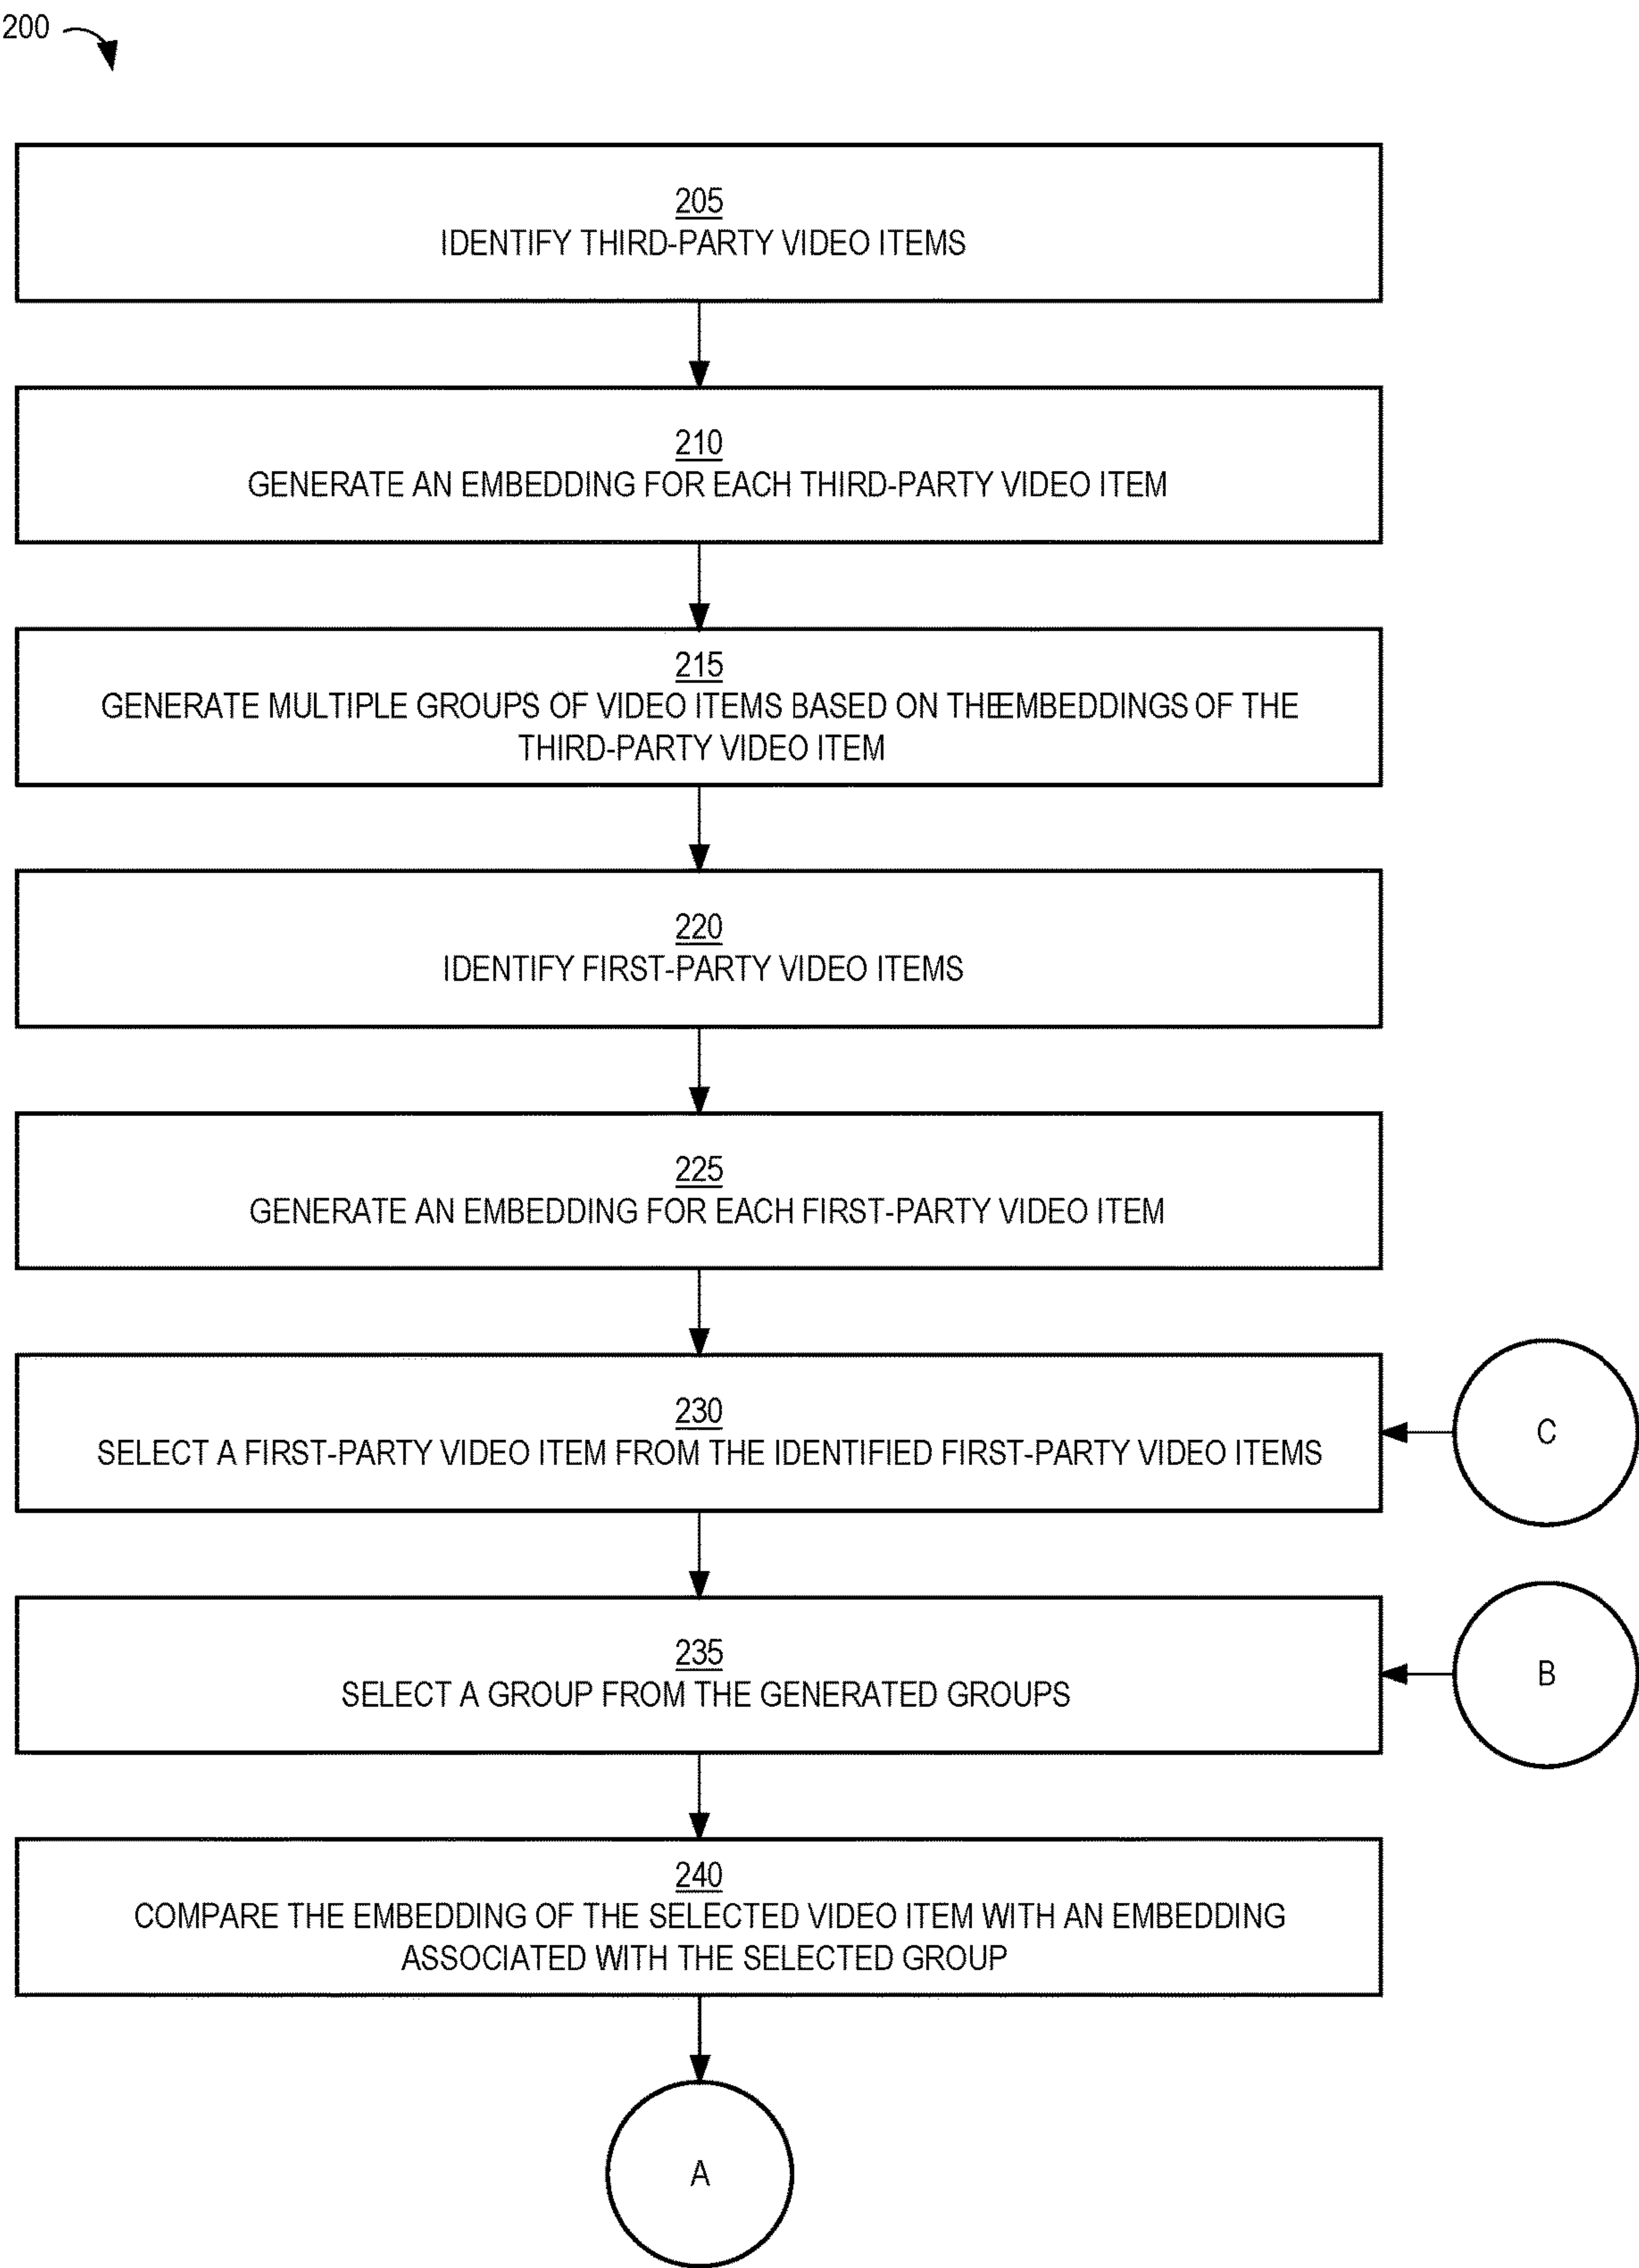 200
205
IDENTIFY THIRD-PARTY VIDEO ITEMS
210
GENERATE AN EMBEDDING FOR EACH THIRD-PARTY VIDEO ITEM
215
GENERATE MULTIPLE GROUPS OF VIDEO ITEMS BASED ON THE EMBEDDINGS OF THE
THIRD-PARTY VIDEO ITEM
220
IDENTIFY FIRST-PARTY VIDEO ITEMS
225
GENERATE AN EMBEDDING FOR EACH FIRST-PARTY VIDEO ITEM
230
SELECT A FIRST-PARTY VIDEO ITEM FROM THE IDENTIFIED FIRST-PARTY VIDEO ITEMS
C
235
SELECT A GROUP FROM THE GENERATED GROUPS
B
240
COMPARE THE EMBEDDING OF THE SELECTED VIDEO ITEM WITH AN EMBEDDING
ASSOCIATED WITH THE SELECTED GROUP
A